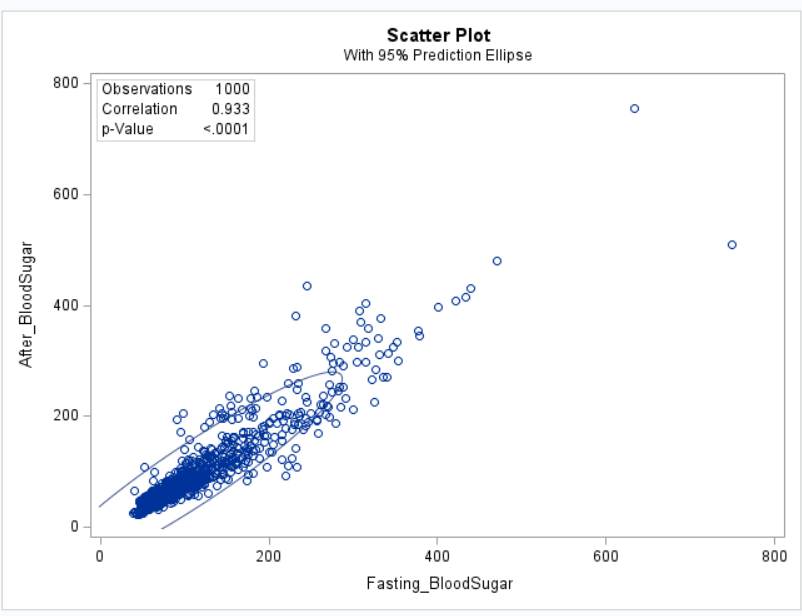 Scatter Plot
With 95% Prediction Ellipse
800
Observations 1000
Correlation 0.933
p-Value <.0001
600
After_BloodSugar
400
200
0
0 200 400 600 800
Fasting_BloodSugar